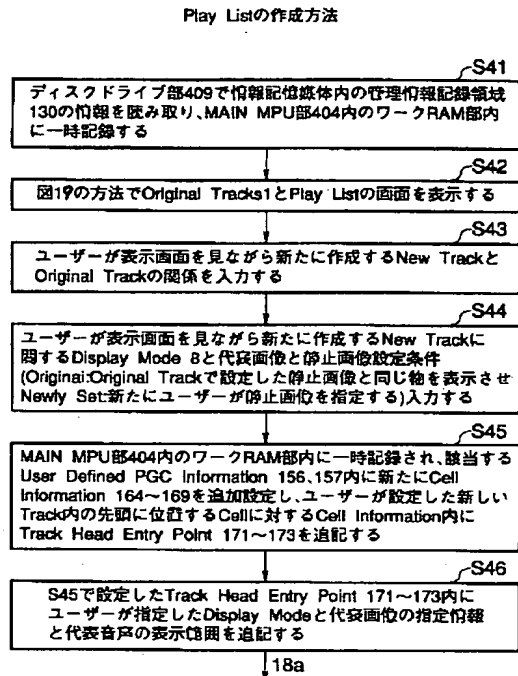 Play Listの作成方法
S41
ディスクドライブ部409で情報記憶媒体内の管理情報記録領域
130の情報を読み取り、MAIN MPU部404内のワークRAM部内
に一時記録する
S42
図19の方法でOriginal Tracks1とPlay Listの画面を表示する
S43
ユーザーが表示画面を見ながら新たに作成するNew Trackと
Original Trackの関係を入力する
S44
ユーザーが表示画面を見ながら新たに作成するNew Trackに
関するDisplay Mode 8と代表画像と静止画像設定条件
(Original:Original Trackで設定した静止画像と同じ物を表示させ
Newly Set:新たにユーザーが静止画像を指定する)入力する
S45
MAIN MPU部404内のワークRAM部内に一時記録され、該当する
User Defined PGC Information 156、157内に新たにCell
Information 164～169を追加設定し、ユーザーが設定した新しい
Track内の先頭に位置するCellに対するCell Information内に
Track Head Entry Point 171～173を追記する
S46
S45で設定したTrack Head Entry Point 171～173内に
ユーザーが指定したDisplay Modeと代表画像の指定情報
と代表音声の表示範囲を追記する
18a